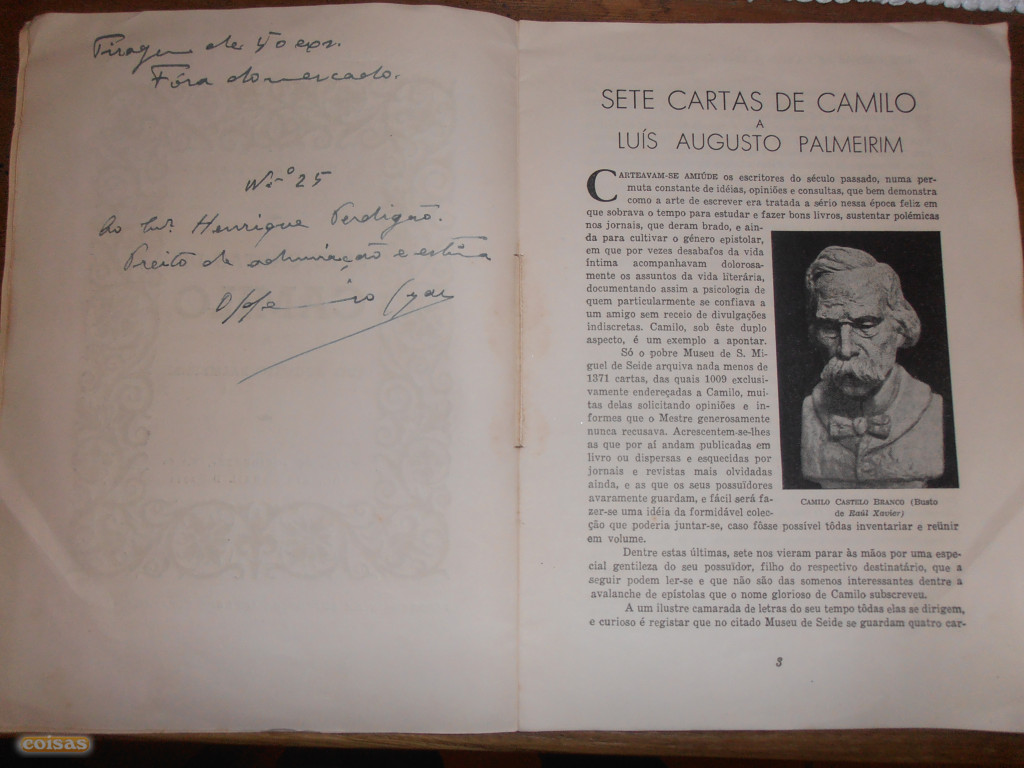 Tiragem de 50 exs.
Fóra do mercado.
Nº 25
Ao Henrique Perdigão.
Preito de admiração e estima
SETE CARTAS DE CAMILO
A
LUÍS AUGUSTO PALMEIRIM
CARTEAVAM-SE AMIÚDE os escritores do século passado, numa per-
muta constante de idéias, opiniões e consultas, que bem demonstra
como a arte de escrever era tratada a sério nessa época feliz em
que sobrava o tempo para estudar e fazer bons livros, sustentar polémicas
nos jornais, que deram brado, e ain-
da para cultivar o género epistolar,
em que por vezes desabafos da vida
íntima acompanhavam dolorosa-
mente os assuntos da vida literária,
documentando assim a psicologia de
quem particularmente se confiava a
um amigo sem receio de divulgações
indiscretas. Camilo, sob êste duplo
aspecto, é um exemplo a apontar.
Só o pobre Museu de S. Mi-
guel de Seide arquiva nada menos de
1371 cartas, das quais 1009 exclusi-
vamente endereçadas a Camilo, mui-
tas delas solicitando opiniões e in-
formes que o Mestre generosamente
nunca recusava. Acrescentem-se-lhes
as que por aí andam publicadas em
livro ou dispersas e esquecidas por
jornais e revistas mais olvidadas
ainda, e as que os seus possuïdores
avaramente guardam, e fácil será fa-
zer-se uma idéia da formidável colec-
ção que poderia juntar-se, caso fôsse possível tôdas inventariar e reünir
em volume.
CAMILO CASTELO BRANCO (Busto
de Raúl Xavier)
Dentre estas últimas, sete nos vieram parar às mãos por uma espe-
cial gentileza do seu possuïdor, filho do respectivo destinatário, que a
seguir podem ler-se e que não são das somenos interessantes dentre a
avalanche de epístolas que o nome glorioso de Camilo subscreveu.
A um ilustre camarada de letras do seu tempo tôdas elas se dirigem,
e curioso é registar que no citado Museu de Seide se guardam quatro car-
3
coisas